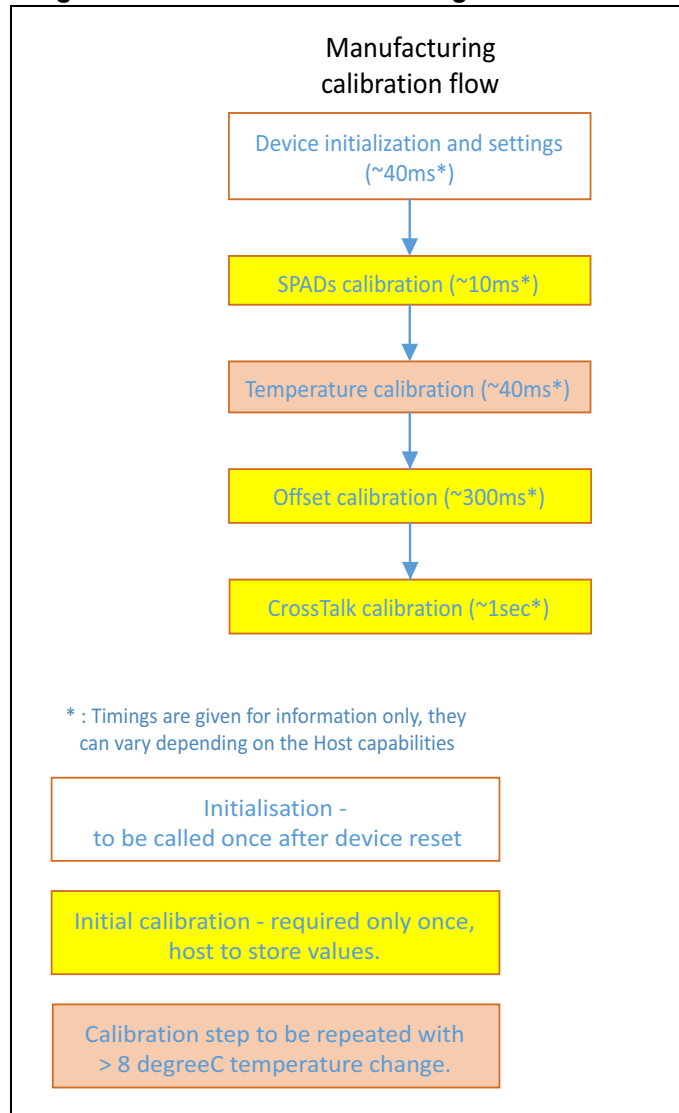 Manufacturing
calibration flow
Device initialization and settings
(~40ms*)
SPADs calibration (~10ms*)
Temperature calibration (~40ms*)
Offset calibration (~300ms*)
CrossTalk calibration (~1sec*)
* : Timings are given for information only, they
can vary depending on the Host capabilities
Initialisation -
to be called once after device reset
Initial calibration - required only once,
host to store values.
Calibration step to be repeated with
> 8 degreeC temperature change.